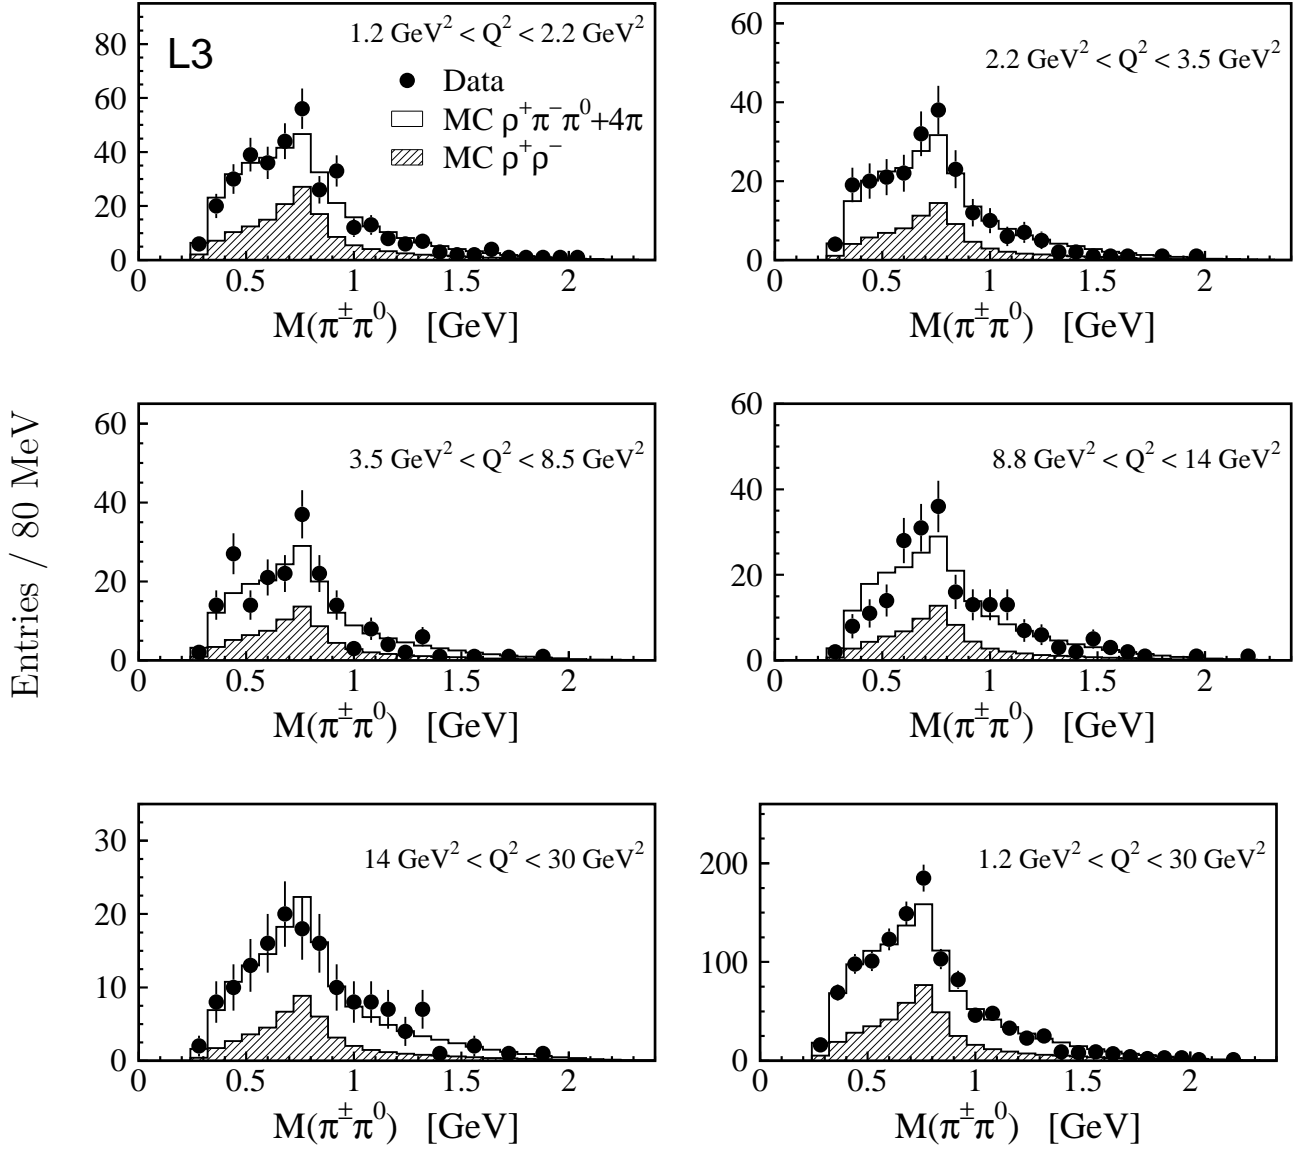 L3
1.2 GeV² < Q² < 2.2 GeV²
Data
MC ρ⁺π⁻π⁰+4π
MC ρ⁺ρ⁻
80
60
40
20
0
0 0.5 1 1.5 2
M(π±π⁰) [GeV]
2.2 GeV² < Q² < 3.5 GeV²
60
40
20
0
0 0.5 1 1.5 2
M(π±π⁰) [GeV]
Entries / 80 MeV
3.5 GeV² < Q² < 8.5 GeV²
60
40
20
0
0 0.5 1 1.5 2
M(π±π⁰) [GeV]
8.8 GeV² < Q² < 14 GeV²
60
40
20
0
0 0.5 1 1.5 2
M(π±π⁰) [GeV]
14 GeV² < Q² < 30 GeV²
30
20
10
0
0 0.5 1 1.5 2
M(π±π⁰) [GeV]
1.2 GeV² < Q² < 30 GeV²
200
100
0
0 0.5 1 1.5 2
M(π±π⁰) [GeV]